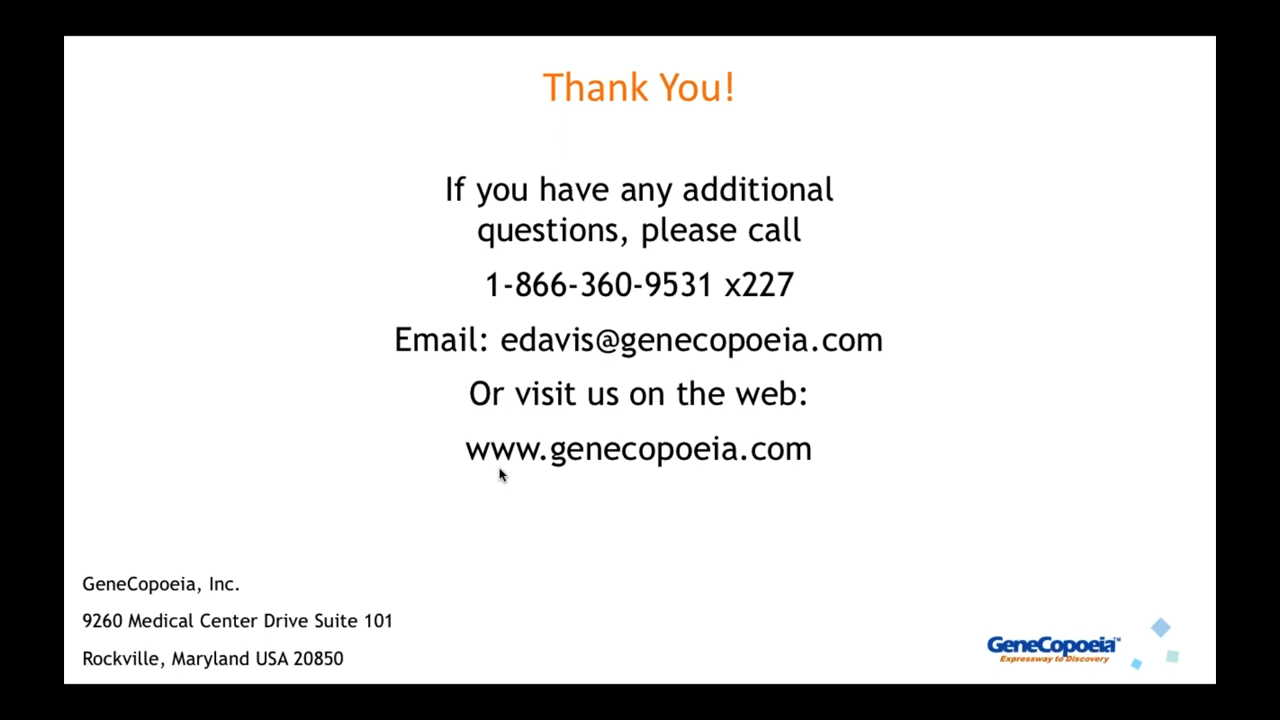 Thank You!
If you have any additional
questions, please call
1-866-360-9531 x227
Email: edavis@genecopoeia.com
Or visit us on the web:
www.genecopoeia.com
GeneCopoeia, Inc.
9260 Medical Center Drive Suite 101
Rockville, Maryland USA 20850
GeneCopoeia™
Expressway to Discovery